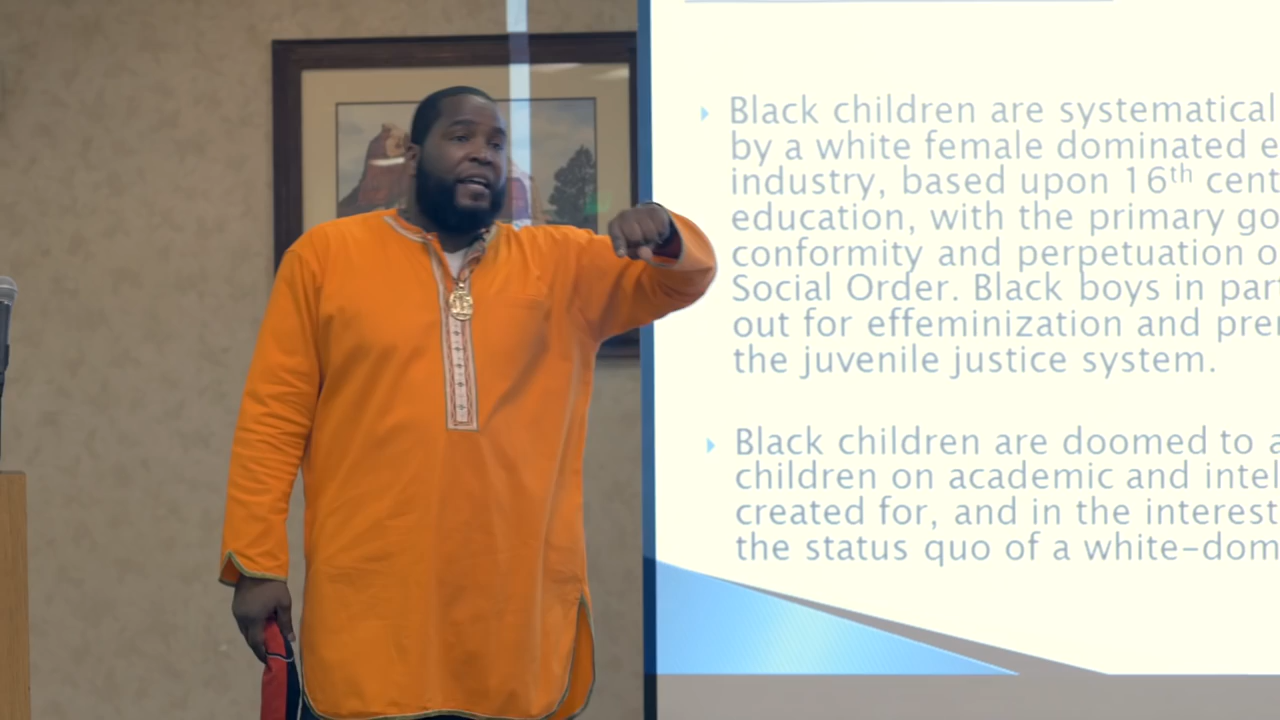 Black children are systematical
by a white female dominated e
industry, based upon 16th cent
education, with the primary go
conformity and perpetuation o
Social Order. Black boys in part
out for effeminization and pre
the juvenile justice system.
Black children are doomed to a
children on academic and intel
created for, and in the interest
the status quo of a white-dom